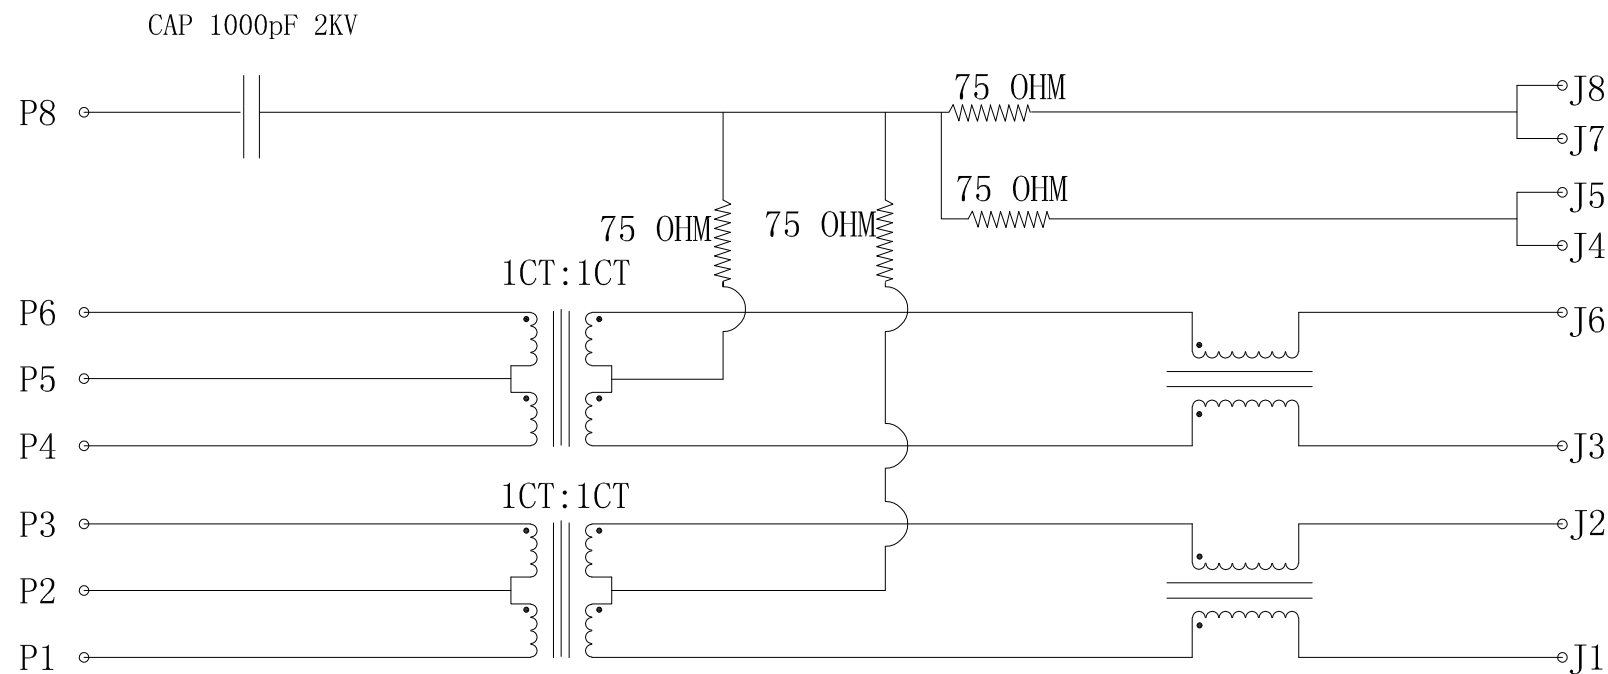 CAP 1000pF 2KV
75 OHM
J8
P8
J7
75 OHM
J5
75 OHM
75 OHM
J4
1CT:1CT
P6
J6
P5
P4
J3
1CT:1CT
P3
J2
P2
P1
J1